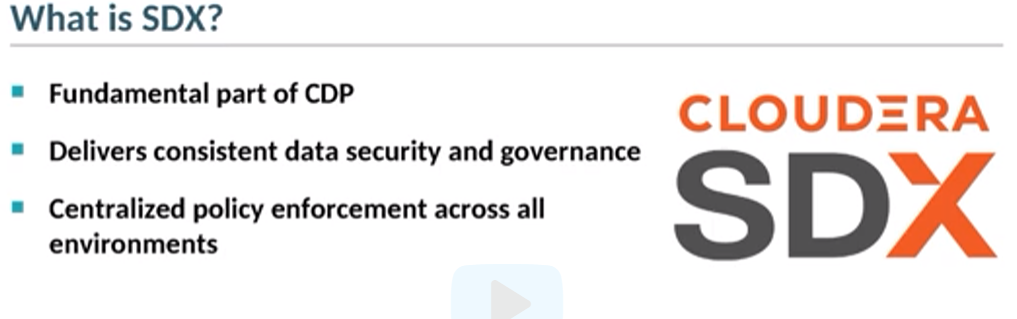 What is SDX?
Fundamental part of CDP
Delivers consistent data security and governance
Centralized policy enforcement across all
environments
CLOUDERA
SDX